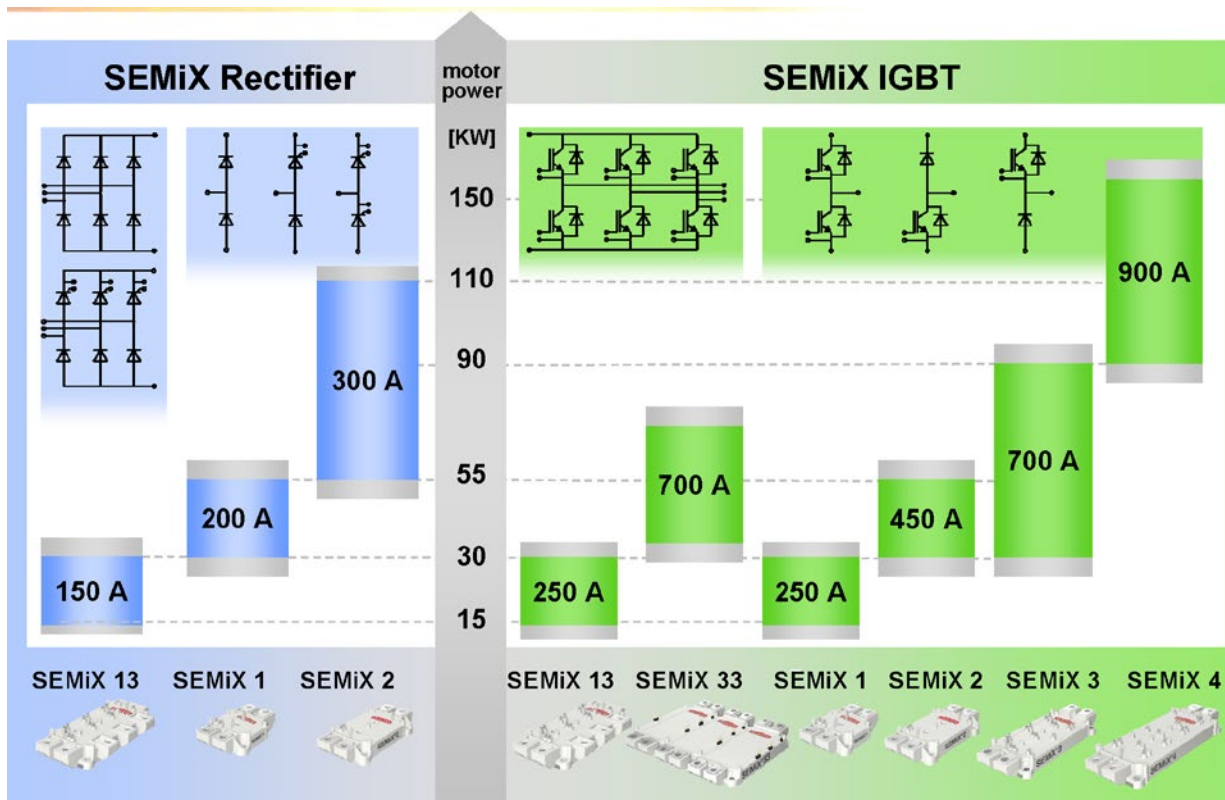 SEMiX Rectifier
motor
power
[KW]
SEMiX IGBT
150
110
90
55
30
15
150 A
200 A
300 A
250 A
700 A
250 A
450 A
700 A
900 A
SEMiX 13
SEMiX 1
SEMiX 2
SEMiX 13
SEMiX 33
SEMiX 1
SEMiX 2
SEMiX 3
SEMiX 4